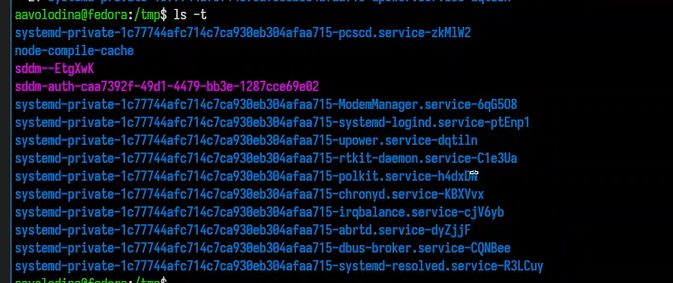 aavolodina@fedora:/tmp$ ls -t
systemd-private-1c77744afc714c7ca930eb304afaa715-pcscd.service-zkMlW2
node-compile-cache
sddm--EtgXwK
sddm-auth-caa7392f-49d1-4479-bb3e-1287cce69e02
systemd-private-1c77744afc714c7ca930eb304afaa715-ModemManager.service-6qG5O8
systemd-private-1c77744afc714c7ca930eb304afaa715-systemd-logind.service-ptEnp1
systemd-private-1c77744afc714c7ca930eb304afaa715-upower.service-dqtiln
systemd-private-1c77744afc714c7ca930eb304afaa715-rtkit-daemon.service-C1e3Ua
systemd-private-1c77744afc714c7ca930eb304afaa715-polkit.service-h4dxDW
systemd-private-1c77744afc714c7ca930eb304afaa715-chronyd.service-KBXVvx
systemd-private-1c77744afc714c7ca930eb304afaa715-irqbalance.service-cjV6yb
systemd-private-1c77744afc714c7ca930eb304afaa715-abrtd.service-dyZjjF
systemd-private-1c77744afc714c7ca930eb304afaa715-dbus-broker.service-CQNBee
systemd-private-1c77744afc714c7ca930eb304afaa715-systemd-resolved.service-R3LCuy
aavolodina@fedora:/tmp$